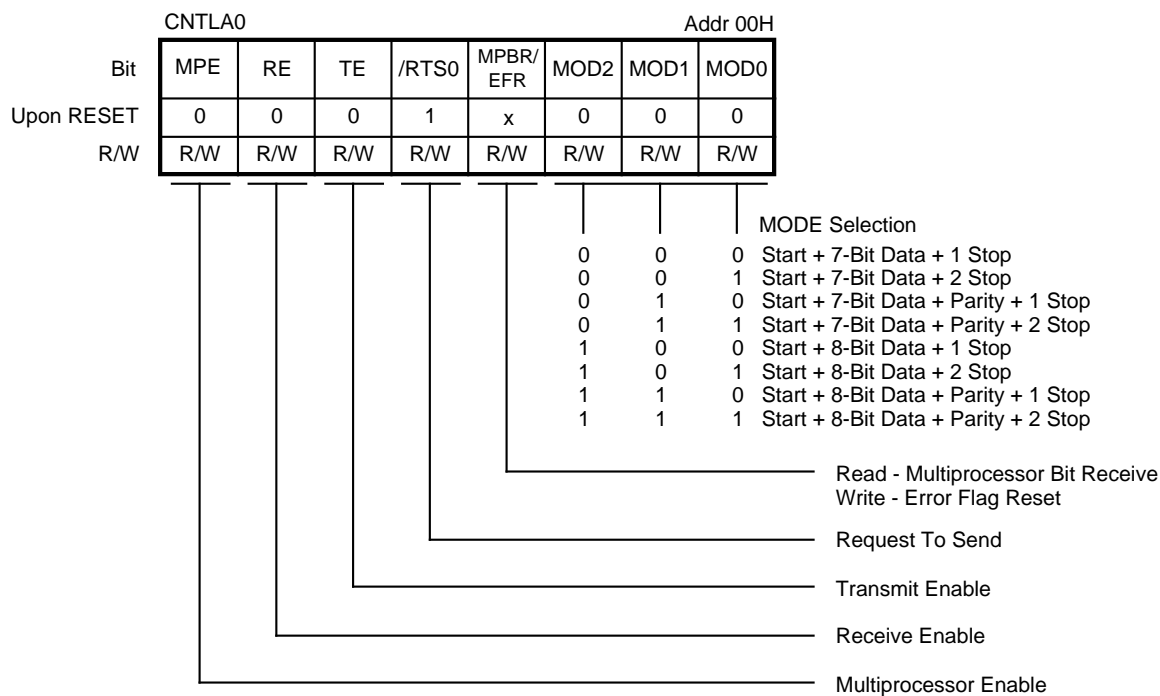 CNTLA0 Addr 00H
Bit MPE RE TE /RTS0 MPBR/ EFR MOD2 MOD1 MOD0
Upon RESET 0 0 0 1 x 0 0 0
R/W R/W R/W R/W R/W R/W R/W R/W R/W
MODE Selection
0 0 0 Start + 7-Bit Data + 1 Stop
0 0 1 Start + 7-Bit Data + 2 Stop
0 1 0 Start + 7-Bit Data + Parity + 1 Stop
0 1 1 Start + 7-Bit Data + Parity + 2 Stop
1 0 0 Start + 8-Bit Data + 1 Stop
1 0 1 Start + 8-Bit Data + 2 Stop
1 1 0 Start + 8-Bit Data + Parity + 1 Stop
1 1 1 Start + 8-Bit Data + Parity + 2 Stop
Read - Multiprocessor Bit Receive
Write - Error Flag Reset
Request To Send
Transmit Enable
Receive Enable
Multiprocessor Enable